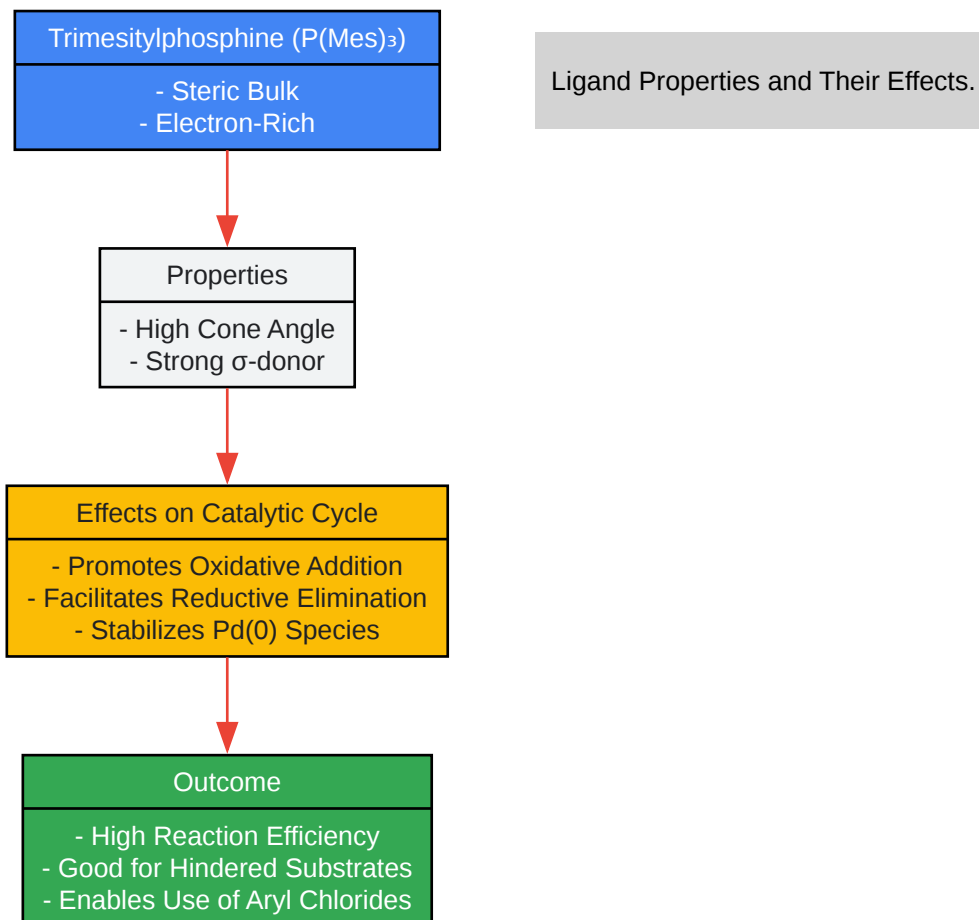 Trimesitylphosphine (P(Mes)₃)
- Steric Bulk
- Electron-Rich
Ligand Properties and Their Effects.
Properties
- High Cone Angle
- Strong σ-donor
Effects on Catalytic Cycle
- Promotes Oxidative Addition
- Facilitates Reductive Elimination
- Stabilizes Pd(0) Species
Outcome
- High Reaction Efficiency
- Good for Hindered Substrates
- Enables Use of Aryl Chlorides